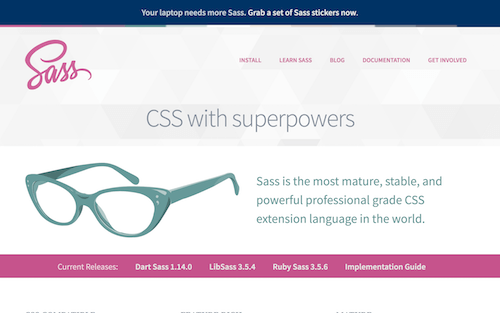 Your laptop needs more Sass. Grab a set of Sass stickers now.
Sass
INSTALL LEARN SASS BLOG DOCUMENTATION GET INVOLVED
CSS with superpowers
Sass is the most mature, stable, and
powerful professional grade CSS
extension language in the world.
Current Releases: Dart Sass 1.14.0 LibSass 3.5.4 Ruby Sass 3.5.6 Implementation Guide